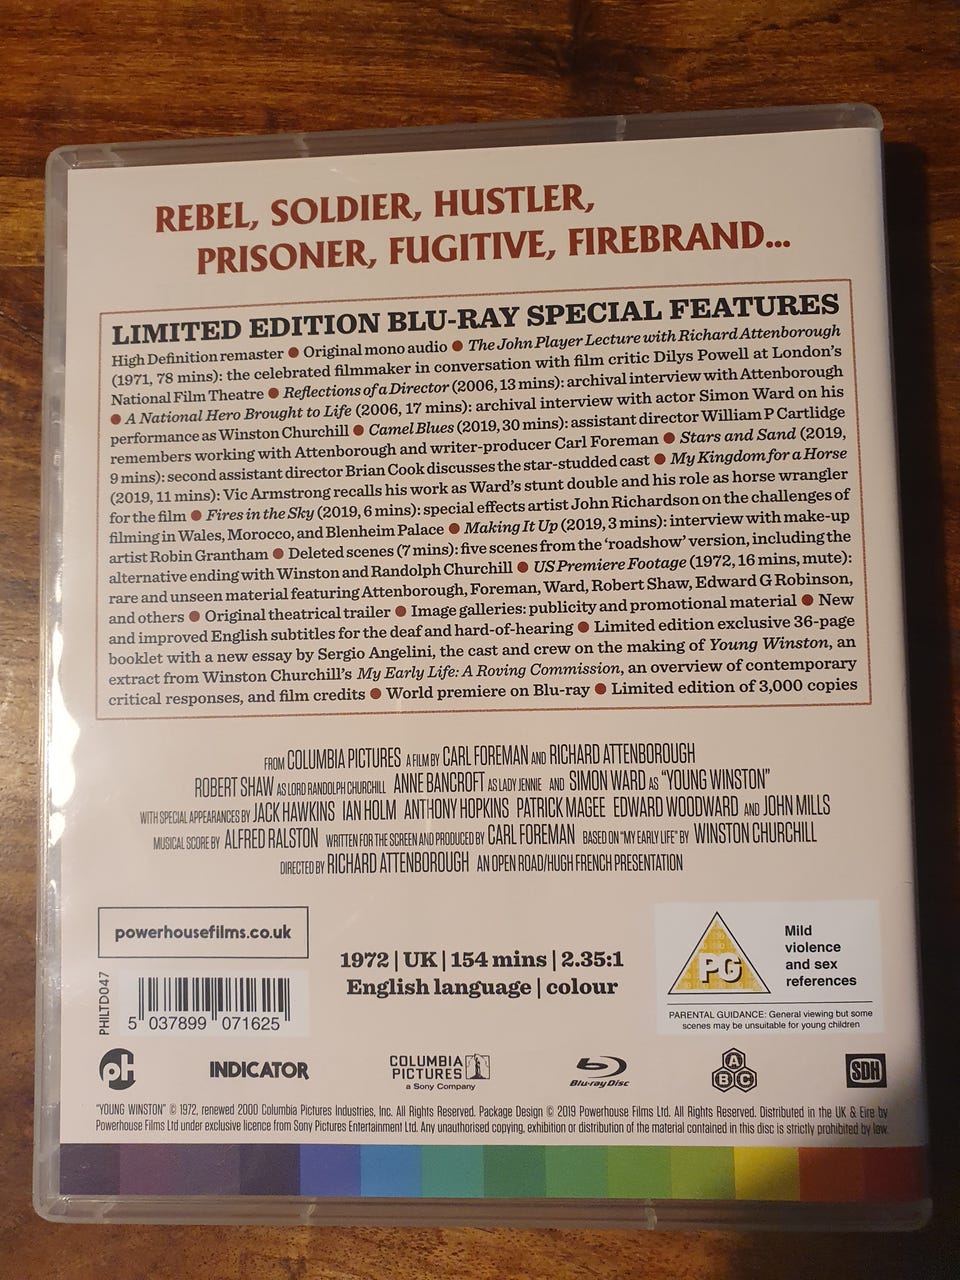 REBEL, SOLDIER, HUSTLER,
PRISONER, FUGITIVE, FIREBRAND...
LIMITED EDITION BLU-RAY SPECIAL FEATURES
High Definition remaster ● Original mono audio ● The John Player Lecture with Richard Attenborough
(1971, 78 mins): the celebrated filmmaker in conversation with film critic Dilys Powell at London's
National Film Theatre ● Reflections of a Director (2006, 13 mins): archival interview with Attenborough
● A National Hero Brought to Life (2006, 17 mins): archival interview with actor Simon Ward on his
performance as Winston Churchill ● Camel Blues (2019, 30 mins): assistant director William P Cartlidge
remembers working with Attenborough and writer-producer Carl Foreman ● Stars and Sand (2019,
9 mins): second assistant director Brian Cook discusses the star-studded cast ● My Kingdom for a Horse
(2019, 11 mins): Vic Armstrong recalls his work as Ward's stunt double and his role as horse wrangler
for the film ● Fires in the Sky (2019, 6 mins): special effects artist John Richardson on the challenges of
filming in Wales, Morocco, and Blenheim Palace ● Making It Up (2019, 3 mins): interview with make-up
artist Robin Grantham ● Deleted scenes (7 mins): five scenes from the 'roadshow' version, including the
alternative ending with Winston and Randolph Churchill ● US Premiere Footage (1972, 16 mins, mute):
rare and unseen material featuring Attenborough, Foreman, Ward, Robert Shaw, Edward G Robinson,
and others ● Original theatrical trailer ● Image galleries: publicity and promotional material ● New
and improved English subtitles for the deaf and hard-of-hearing ● Limited edition exclusive 36-page
booklet with a new essay by Sergio Angelini, the cast and crew on the making of Young Winston, an
extract from Winston Churchill's My Early Life: A Roving Commission, an overview of contemporary
critical responses, and film credits ● World premiere on Blu-ray ● Limited edition of 3,000 copies
FROM COLUMBIA PICTURES A FILM BY CARL FOREMAN AND RICHARD ATTENBOROUGH
ROBERT SHAW AS LORD RANDOLPH CHURCHILL ANNE BANCROFT AS LADY JENNIE AND SIMON WARD AS "YOUNG WINSTON"
WITH SPECIAL APPEARANCES BY JACK HAWKINS IAN HOLM ANTHONY HOPKINS PATRICK MAGEE EDWARD WOODWARD AND JOHN MILLS
MUSICAL SCORE BY ALFRED RALSTON WRITTEN FOR THE SCREEN AND PRODUCED BY CARL FOREMAN BASED ON "MY EARLY LIFE" BY WINSTON CHURCHILL
DIRECTED BY RICHARD ATTENBOROUGH AN OPEN ROAD/HUGH FRENCH PRESENTATION
powerhousefilms.co.uk
1972 | UK | 154 mins | 2.35:1
English language | colour
PG
Mild
violence
and sex
references
PARENTAL GUIDANCE: General viewing but some
scenes may be unsuitable for young children
PHILTD047
5 037899 071625
pH
INDICATOR
COLUMBIA
PICTURES
a Sony Company
Blu-ray Disc
A
B C
SDH
"YOUNG WINSTON" © 1972, renewed 2000 Columbia Pictures Industries, Inc. All Rights Reserved. Package Design © 2019 Powerhouse Films Ltd. All Rights Reserved. Distributed in the UK & Eire by
Powerhouse Films Ltd under exclusive licence from Sony Pictures Entertainment Ltd. Any unauthorised copying, exhibition or distribution of the material contained in this disc is strictly prohibited by law.